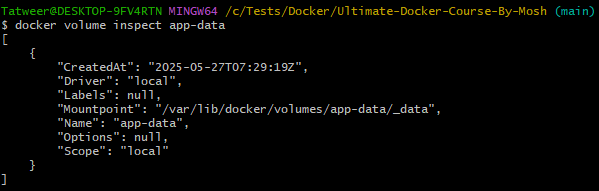 Tatweer@DESKTOP-9FV4RTN MINGW64 /c/Tests/Docker/Ultimate-Docker-Course-By-Mosh (main)
$ docker volume inspect app-data
[
    {
        "CreatedAt": "2025-05-27T07:29:19Z",
        "Driver": "local",
        "Labels": null,
        "Mountpoint": "/var/lib/docker/volumes/app-data/_data",
        "Name": "app-data",
        "Options": null,
        "Scope": "local"
    }
]